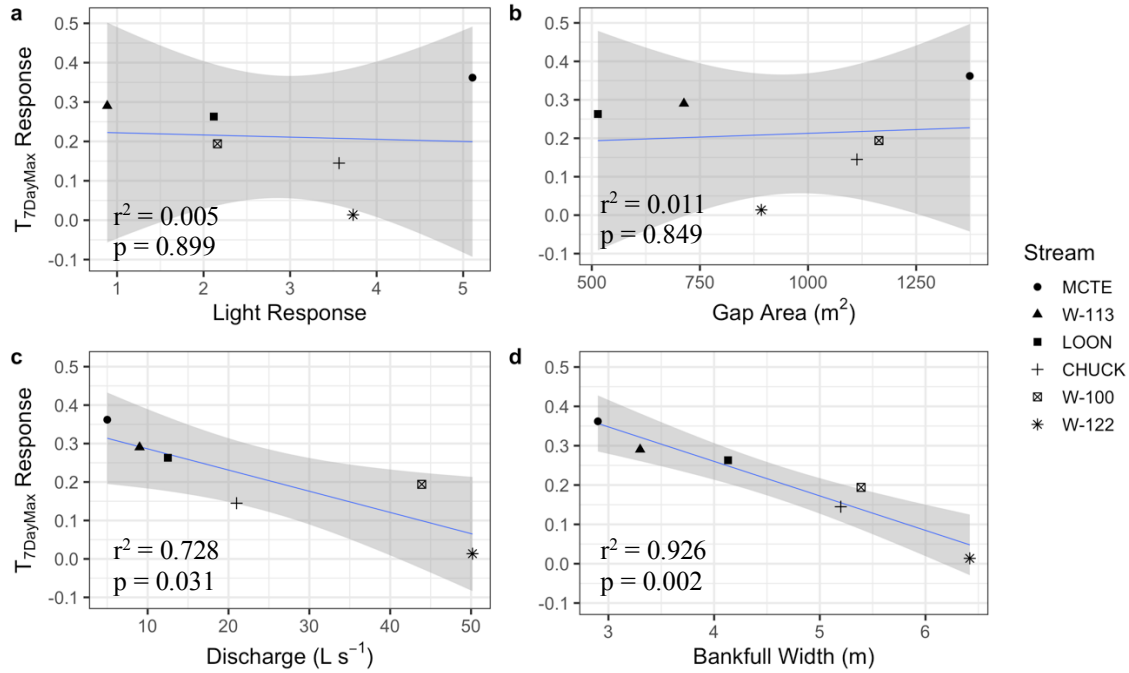 a
T7DayMax Response
0.5
0.4
0.3
0.2
0.1
0.0
-0.1
r² = 0.005
p = 0.899
1 2 3 4 5
Light Response
b
0.5
0.4
0.3
0.2
0.1
0.0
-0.1
r² = 0.011
p = 0.849
500 750 1000 1250
Gap Area (m²)
c
T7DayMax Response
0.5
0.4
0.3
0.2
0.1
0.0
-0.1
r² = 0.728
p = 0.031
10 20 30 40 50
Discharge (L s⁻¹)
d
0.5
0.4
0.3
0.2
0.1
0.0
-0.1
r² = 0.926
p = 0.002
3 4 5 6
Bankfull Width (m)
Stream
MCTE
W-113
LOON
CHUCK
W-100
W-122